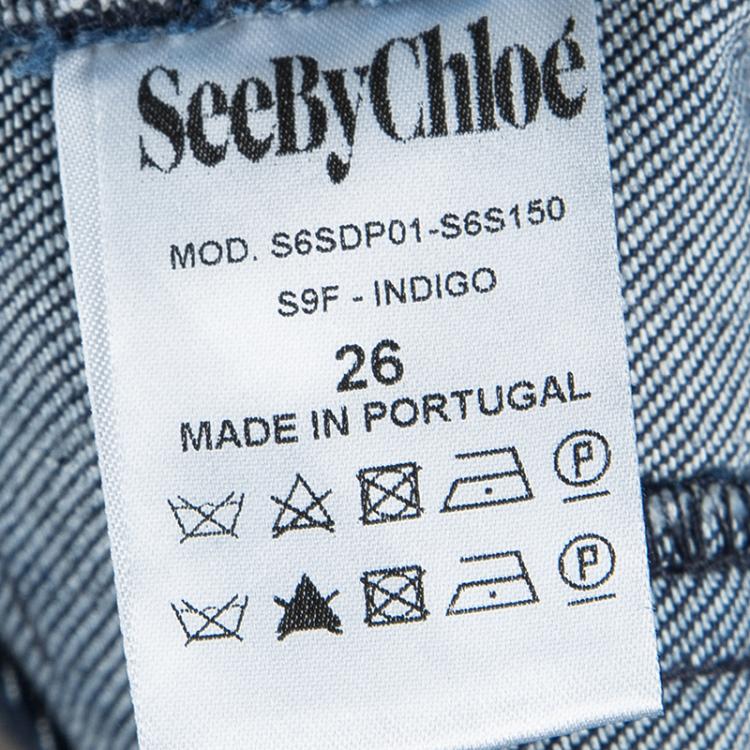 SeeByChloé
MOD. S6SDP01-S6S150
S9F - INDIGO
26
MADE IN PORTUGAL
P
P